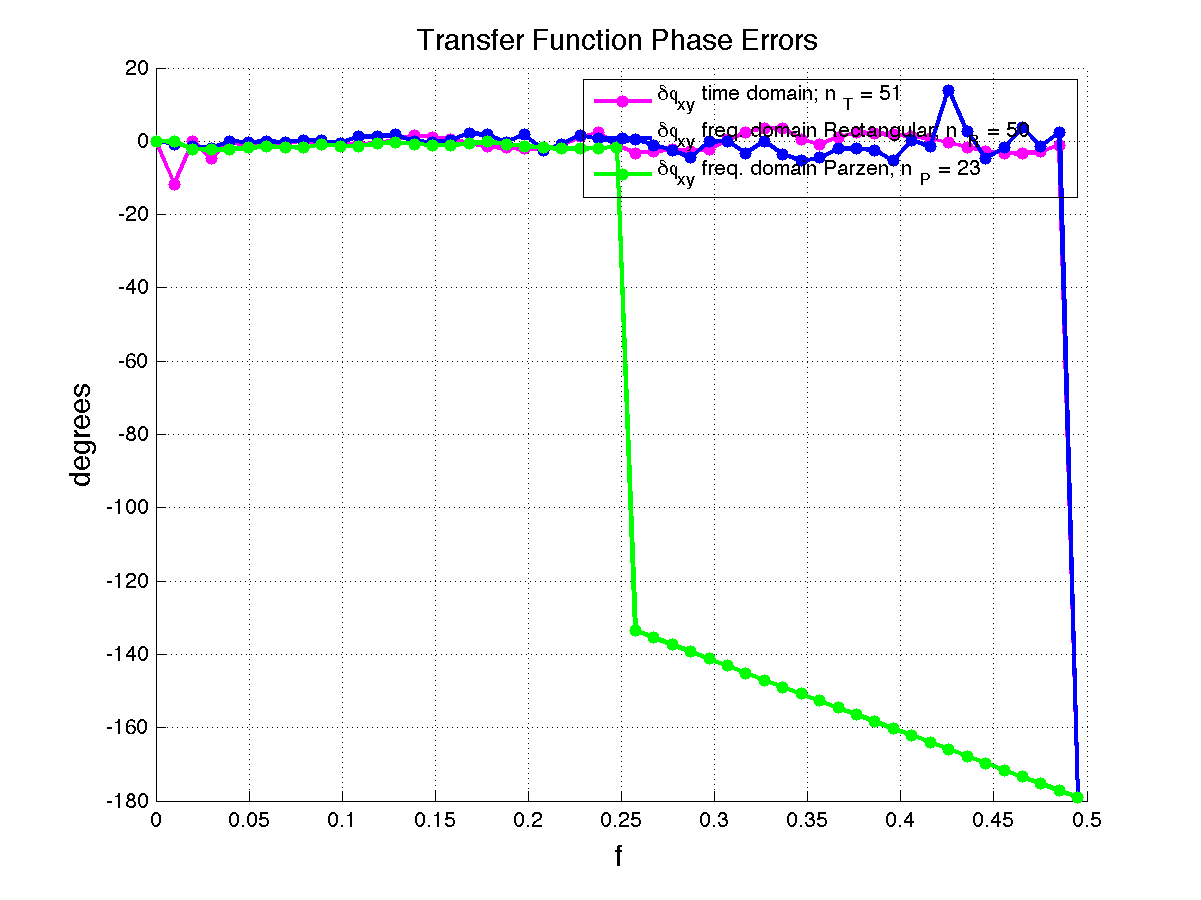 Transfer Function Phase Errors
δq_xy time domain; n_T = 51
δq_xy freq. domain Rectangular, n_R = 50
δq_xy freq. domain Parzen; n_P = 23
20
0
-20
-40
-60
-80
-100
-120
-140
-160
-180
degrees
0 0.05 0.1 0.15 0.2 0.25 0.3 0.35 0.4 0.45 0.5
f